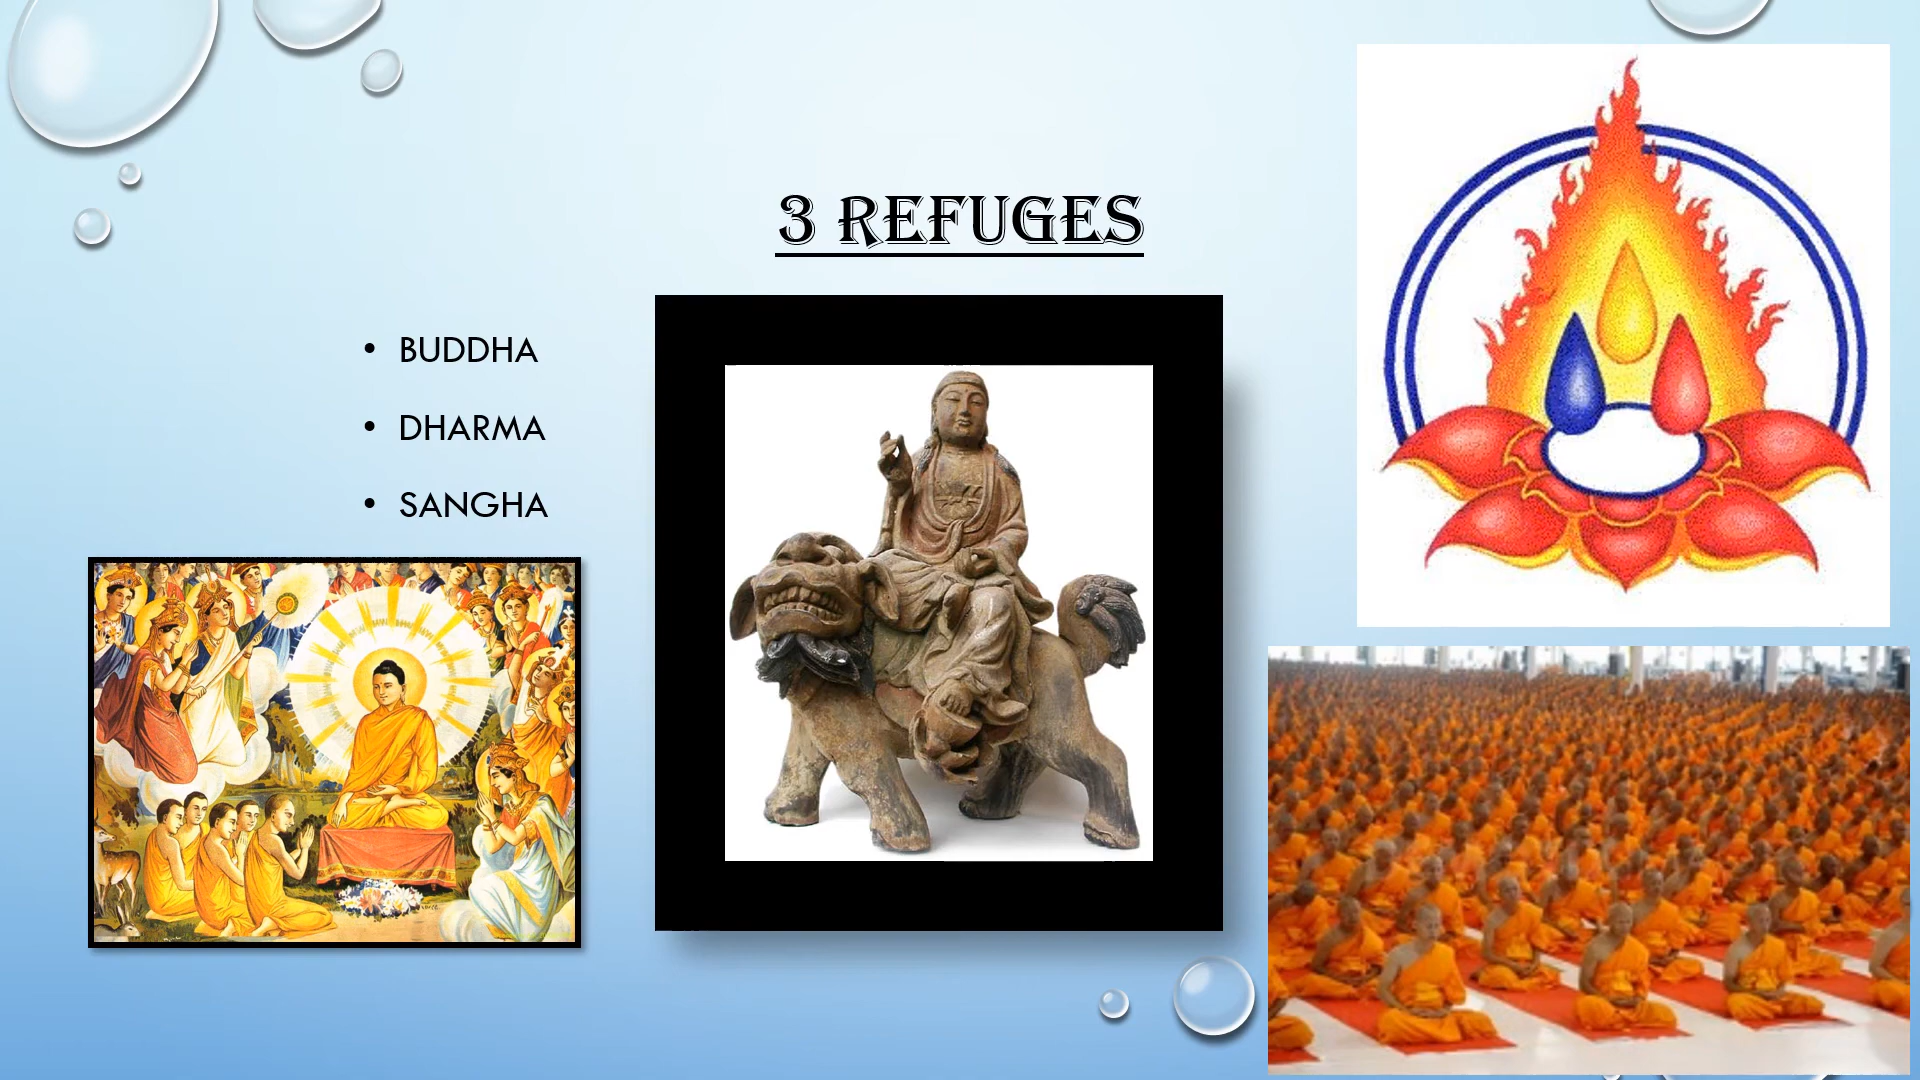 3 REFUGES
• BUDDHA
• DHARMA
• SANGHA